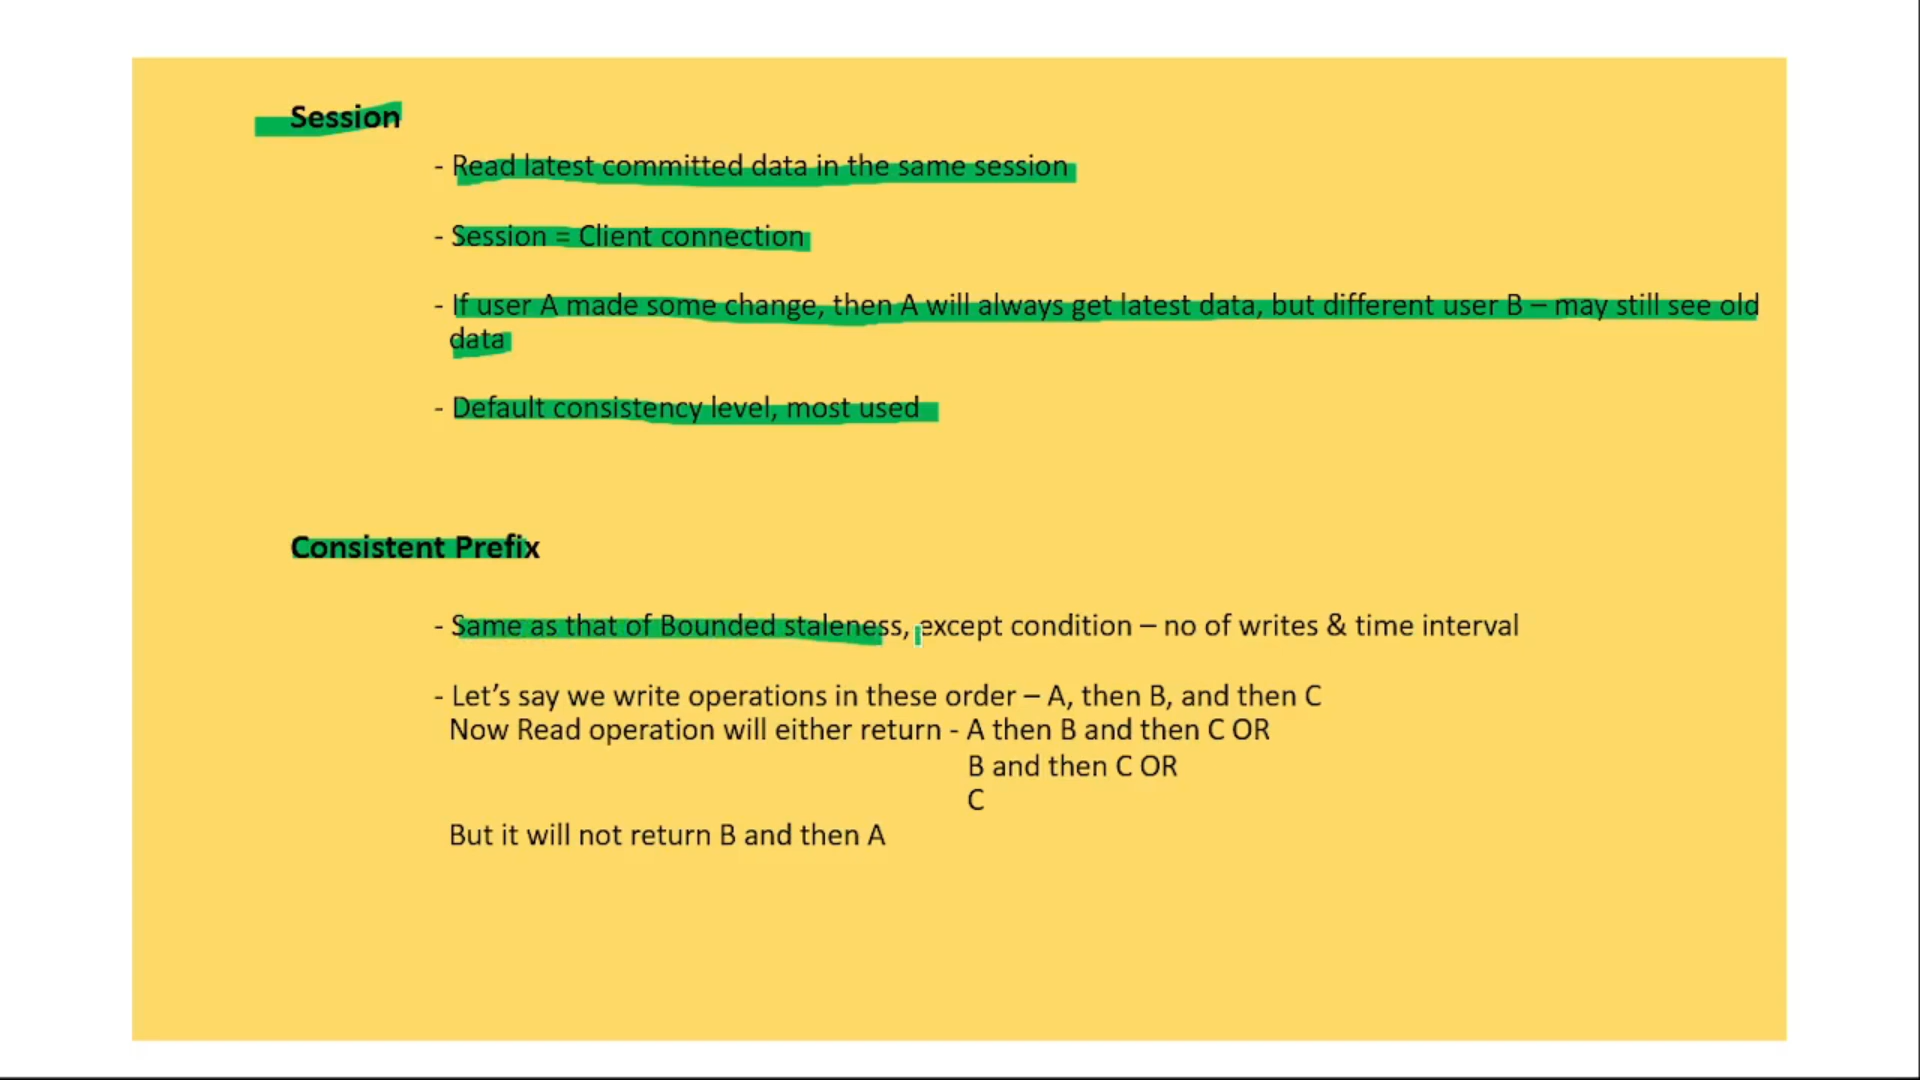 Session
- Read latest committed data in the same session
- Session = Client connection
- If user A made some change, then A will always get latest data, but different user B – may still see old
data
- Default consistency level, most used
Consistent Prefix
- Same as that of Bounded staleness, except condition – no of writes & time interval
- Let’s say we write operations in these order – A, then B, and then C
Now Read operation will either return - A then B and then C OR
B and then C OR
C
But it will not return B and then A